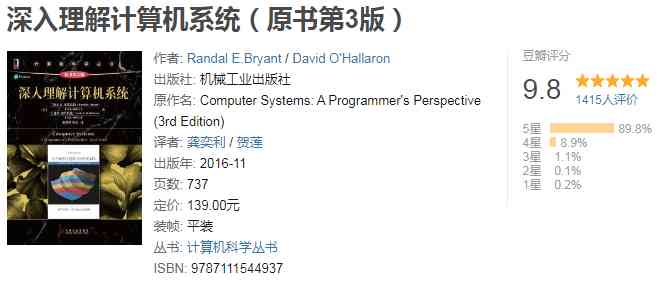 深入理解计算机系统（原书第3版）
作者: Randal E.Bryant / David O'Hallaron
出版社: 机械工业出版社
原作名: Computer Systems: A Programmer's Perspective
(3rd Edition)
译者: 龚奕利 / 贺莲
出版年: 2016-11
页数: 737
定价: 139.00元
装帧: 平装
丛书: 计算机科学丛书
ISBN: 9787111544937
豆瓣评分
9.8
1415人评价
5星 89.8%
4星 8.9%
3星 1.1%
2星 0.1%
1星 0.2%
深入理解计算机系统